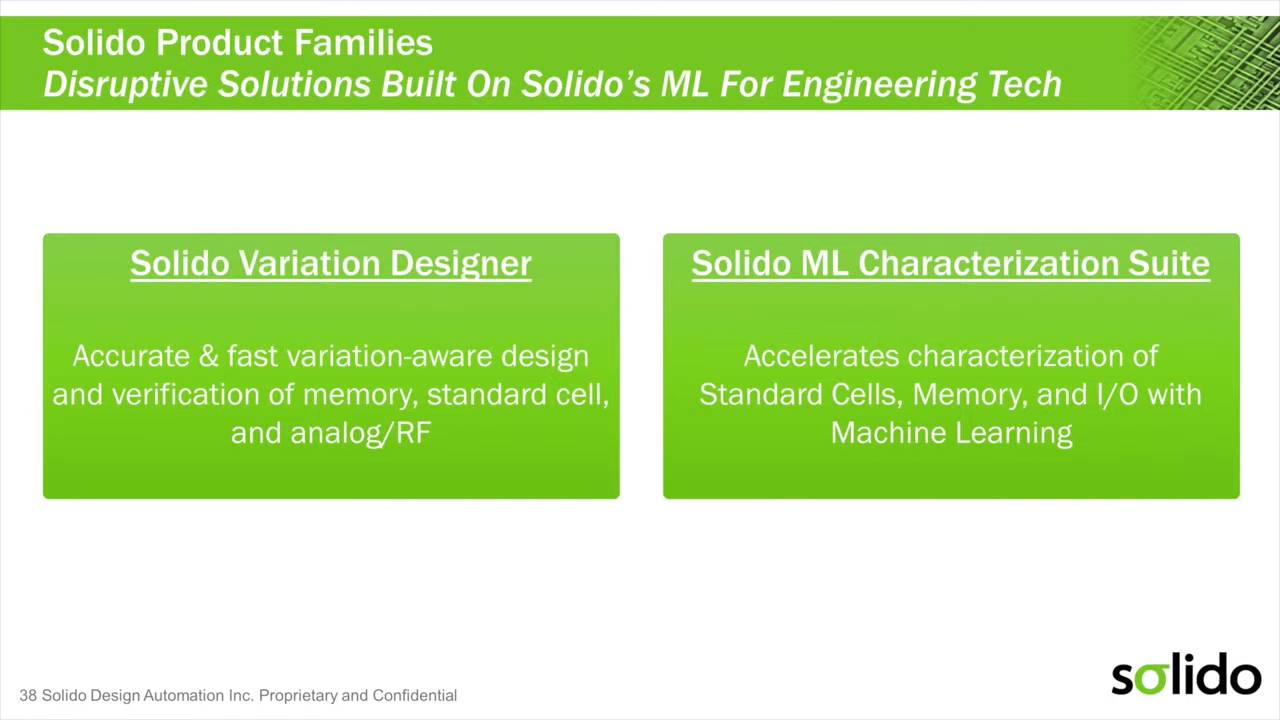 Solido Product Families
Disruptive Solutions Built On Solido’s ML For Engineering Tech
Solido Variation Designer
Accurate & fast variation-aware design
and verification of memory, standard cell,
and analog/RF
Solido ML Characterization Suite
Accelerates characterization of
Standard Cells, Memory, and I/O with
Machine Learning
38 Solido Design Automation Inc. Proprietary and Confidential
solido